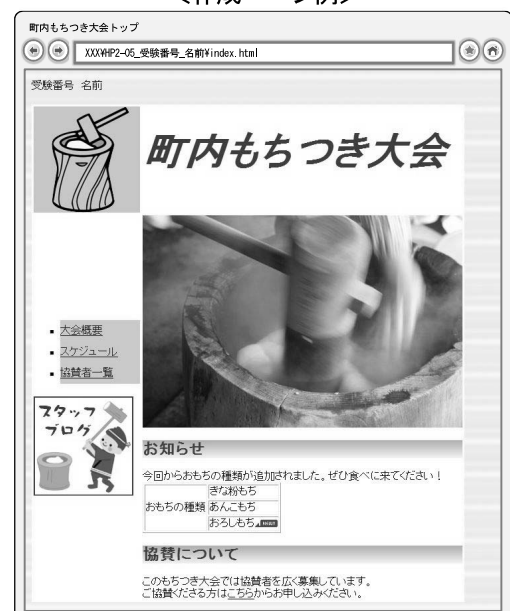 <作成ページ例>
町内もちつき大会トップ
XXX¥HP2-05_受験番号_名前¥index.html
受験番号 名前
町内もちつき大会
大会概要
スケジュール
協賛者一覧
スタッフ
ブログ
お知らせ
今回からおもちの種類が追加されました。ぜひ食べに来てください!
おもちの種類
きな粉もち
あんこもち
おろしもち
協賛について
このもちつき大会では協賛者を広く募集しています。
ご協賛くださる方はこちらからお申し込みください。